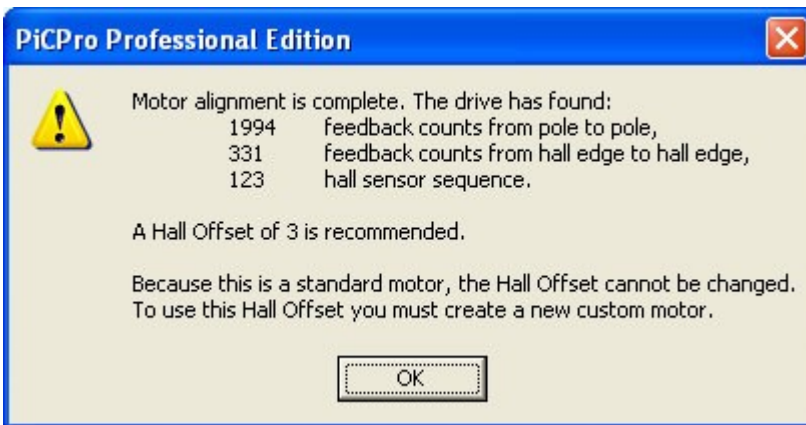 PiCPro Professional Edition
Motor alignment is complete. The drive has found:
1994 feedback counts from pole to pole,
331 feedback counts from hall edge to hall edge,
123 hall sensor sequence.
A Hall Offset of 3 is recommended.
Because this is a standard motor, the Hall Offset cannot be changed.
To use this Hall Offset you must create a new custom motor.
OK